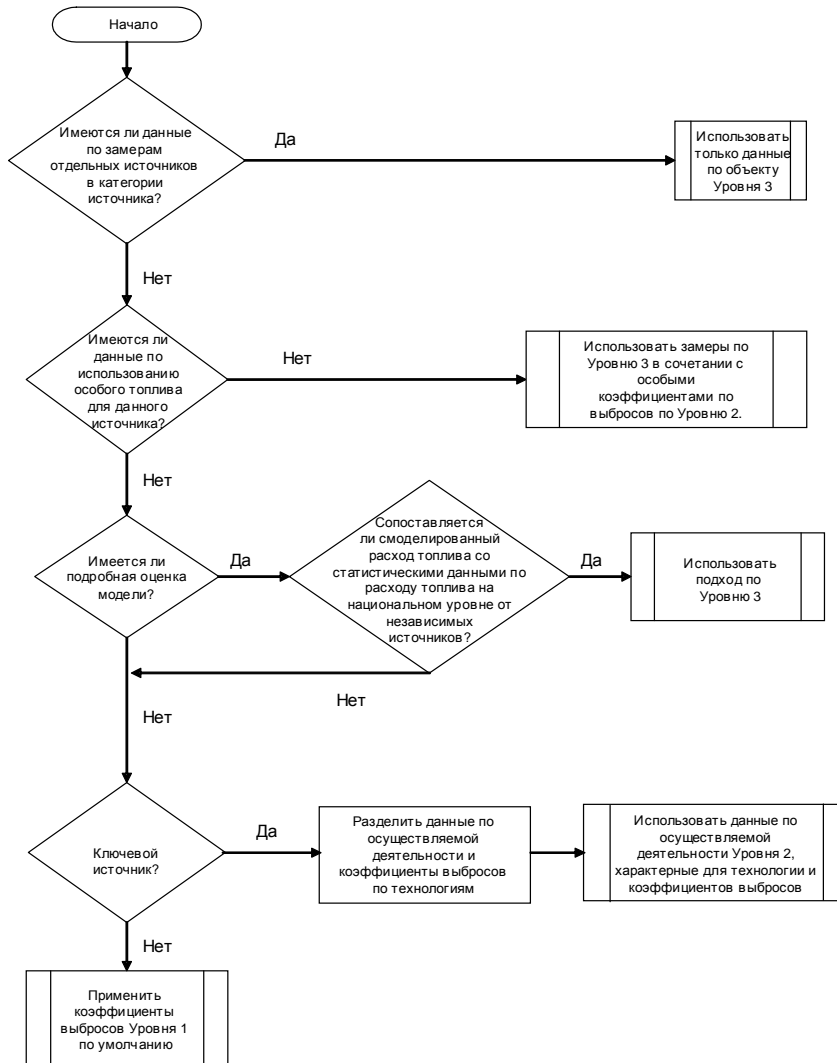 Начало
Имеются ли данные
по замерам
отдельных источников
в категории
источника?
Да
Использовать
только данные
по объекту
Уровня 3
Нет
Имеются ли
данные по
использованию
особого топлива
для данного
источника?
Нет
Использовать замеры по
Уровню 3 в сочетании с
особыми
коэффициентами по
выбросов по Уровню 2.
Нет
Имеется ли
подробная оценка
модели?
Да
Сопоставляется
ли смоделированный
расход топлива со
статистическими данными по
расходу топлива на
национальном уровне от
независимых
источников?
Да
Использовать
подход по
Уровню 3
Нет
Нет
Ключевой
источник?
Да
Разделить данные по
осуществляемой
деятельности и
коэффициенты выбросов
по технологиям
Использовать данные по
осуществляемой
деятельности Уровня 2,
характерные для технологии и
коэффициентов выбросов
Нет
Применить
коэффициенты
выбросов Уровня 1
по умолчанию